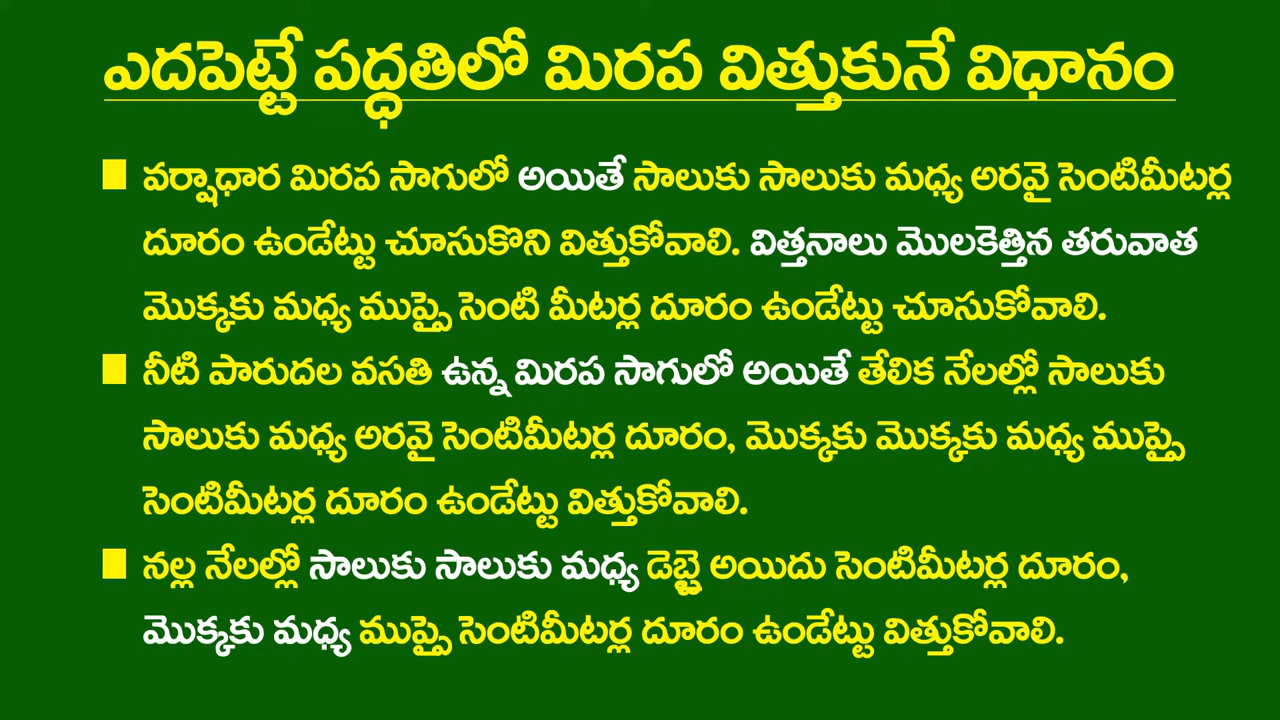 ఎదపెట్టే పద్ధతిలో మిరప విత్తుకునే విధానం
వర్షాధార మిరప సాగులో అయితే సాలుకు సాలుకు మధ్య అరవై సెంటిమీటర్ల
దూరం ఉండేట్టు చూసుకొని విత్తుకోవాలి. విత్తనాలు మొలకెత్తిన తరువాత
మొక్కకు మధ్య ముప్పై సెంటి మీటర్ల దూరం ఉండేట్టు చూసుకోవాలి.
నీటి పారుదల వసతి ఉన్న మిరప సాగులో అయితే తేలిక నేలల్లో సాలుకు
సాలుకు మధ్య అరవై సెంటిమీటర్ల దూరం, మొక్కకు మొక్కకు మధ్య ముప్పై
సెంటిమీటర్ల దూరం ఉండేట్టు విత్తుకోవాలి.
నల్ల నేలల్లో సాలుకు సాలుకు మధ్య డెబ్బై అయిదు సెంటిమీటర్ల దూరం,
మొక్కకు మధ్య ముప్పై సెంటిమీటర్ల దూరం ఉండేట్టు విత్తుకోవాలి.